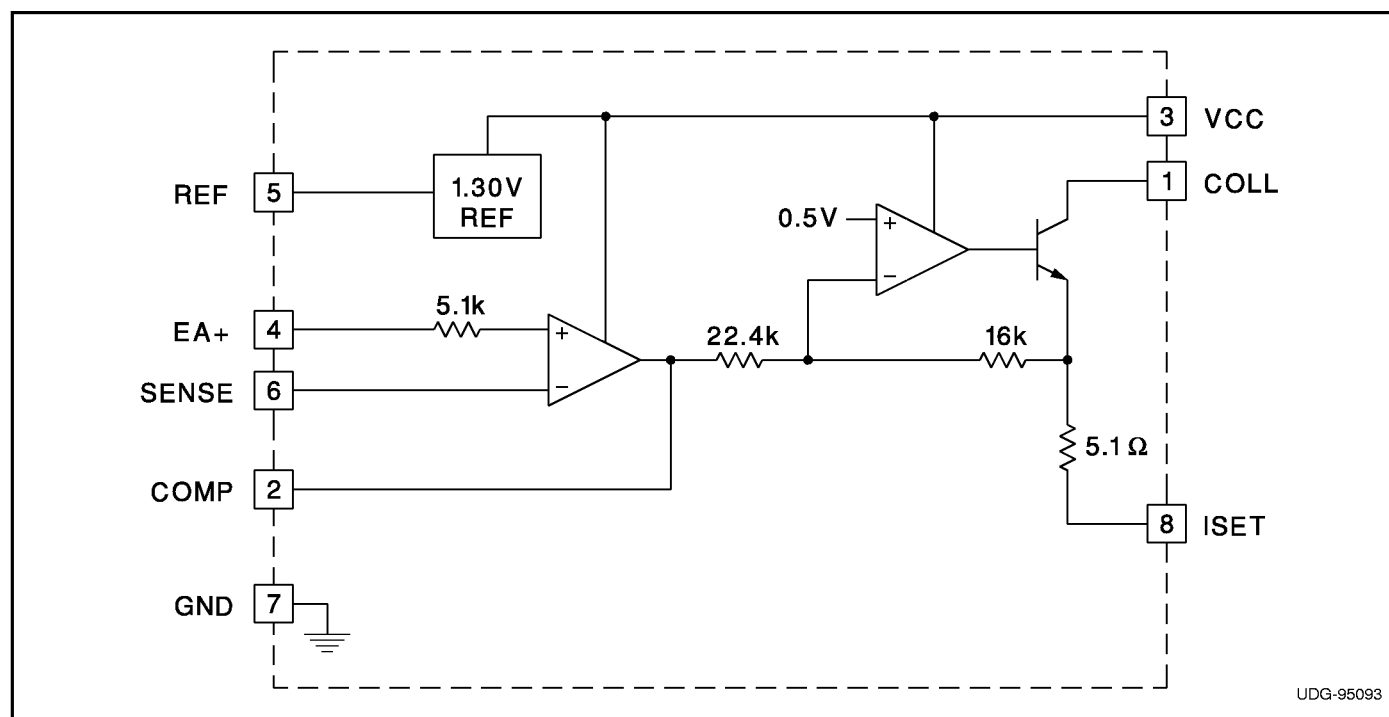 3 VCC
1 COLL
REF 5
1.30V
REF
0.5V
+
−
5.1k
EA+ 4
+
22.4k
16k
SENSE 6
−
5.1 Ω
COMP 2
8 ISET
GND 7
UDG-95093